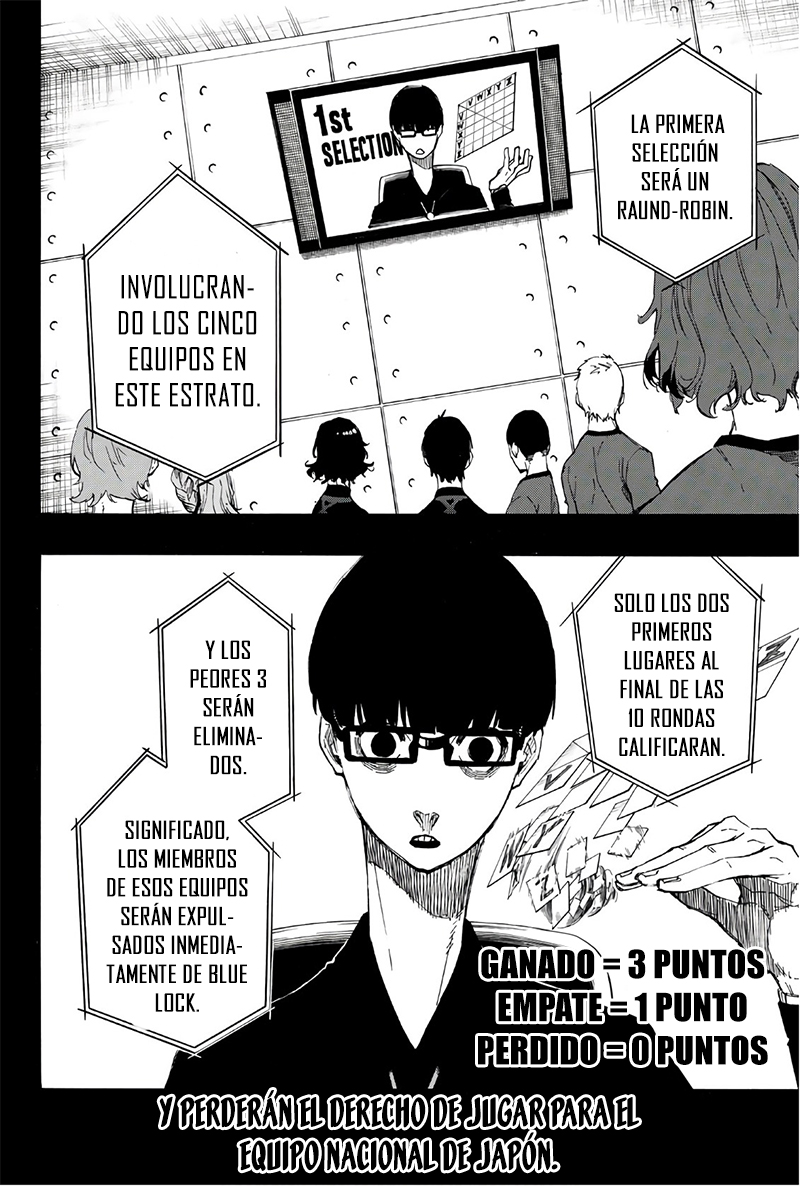 LA PRIMERA
SELECCIÓN
SERÁ UN
RAUND-ROBIN.
1st
SELECTION
V W X Y Z
V
W
X
Y
Z
INVOLUCRAN-
DO LOS CINCO
EQUIPOS EN
ESTE ESTRATO.
SOLO LOS DOS
PRIMEROS
LUGARES AL
FINAL DE LAS
10 RONDAS
CALIFICARAN.
Y LOS
PEORES 3
SERÁN
ELIMINA-
DOS.
SIGNIFICADO,
LOS MIEMBROS
DE ESOS EQUIPOS
SERÁN EXPUL-
SADOS INMEDIA-
TAMENTE DE BLUE
LOCK.
GANADO = 3 PUNTOS
EMPATE = 1 PUNTO
PERDIDO = 0 PUNTOS
Y PERDERÁN EL DERECHO DE JUGAR PARA EL
EQUIPO NACIONAL DE JAPÓN.